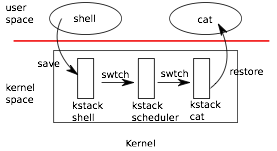 user
space
shell
cat
save
swtch
swtch
restore
kernel
space
kstack
shell
kstack
scheduler
kstack
cat
Kernel